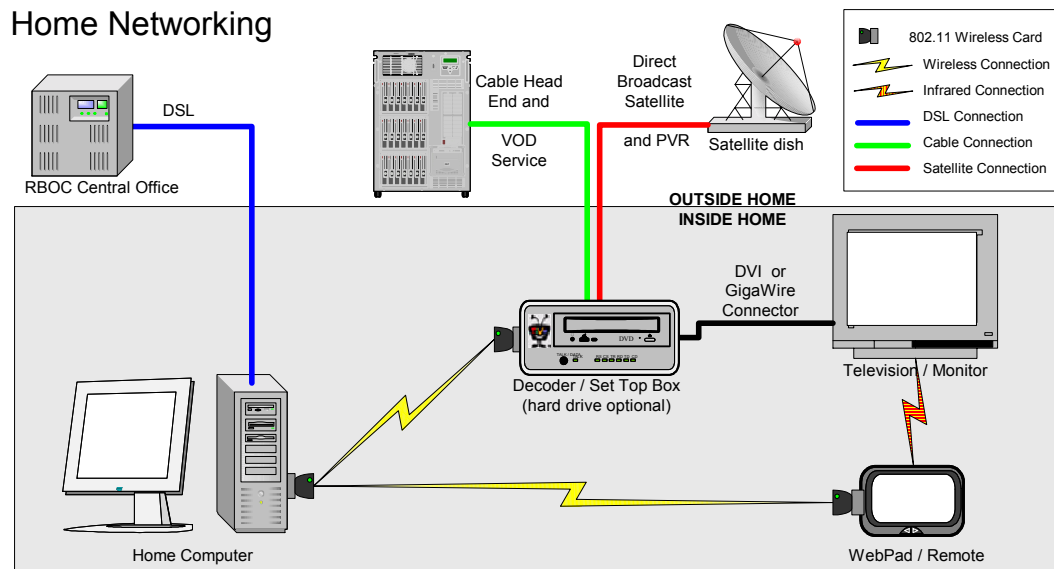 Home Networking
DSL
RBOC Central Office
Cable Head
End and
VOD
Service
Direct
Broadcast
Satellite
and PVR
Satellite dish
802.11 Wireless Card
Wireless Connection
Infrared Connection
DSL Connection
Cable Connection
Satellite Connection
OUTSIDE HOME
INSIDE HOME
DVI or
GigaWire
Connector
DVD
Decoder / Set Top Box
(hard drive optional)
Television / Monitor
Home Computer
WebPad / Remote